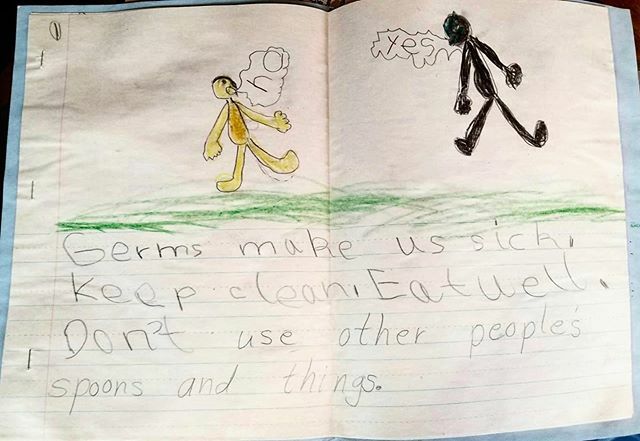 no
yes
Germs make us sick.
Keep clean. Eat well.
Don't use other people's
spoons and things.